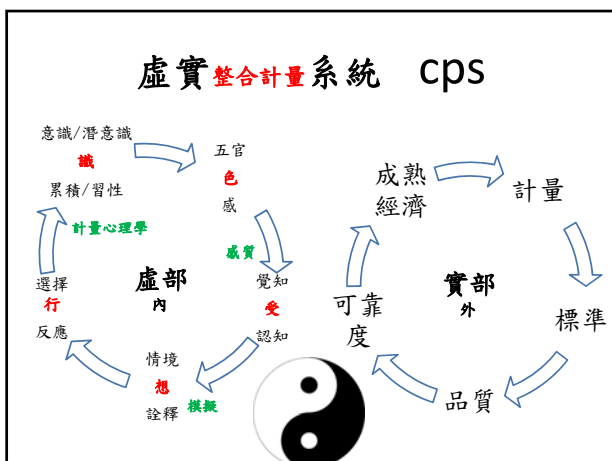 虛實整合計量系統 cps
意識/潛意識
識
累積/習性
計量心理學
五官
色
感
感質
覺知
受
認知
情境
想
詮釋
模擬
選擇
行
反應
虛部
內
成熟
經濟
計量
標準
品質
可靠
度
實部
外